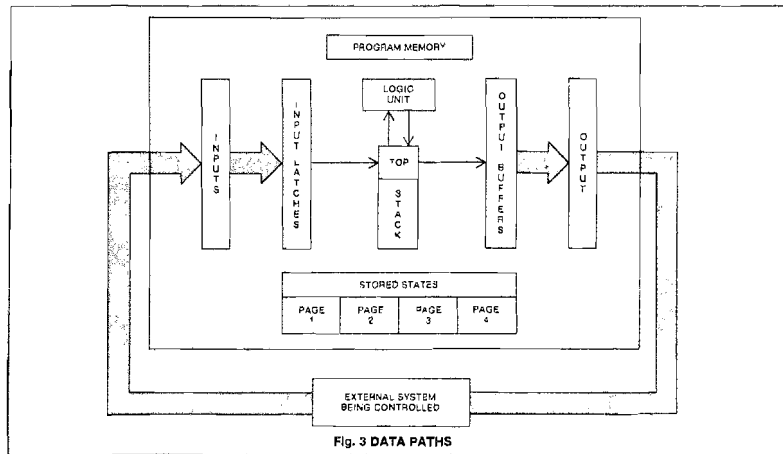 PROGRAM MEMORY
LOGIC
UNIT
INPUTS
INPUT LATCHES
TOP
STACK
OUTPUT BUFFERS
OUTPUT
STORED STATES
PAGE
1
PAGE
2
PAGE
3
PAGE
4
EXTERNAL SYSTEM
BEING CONTROLLED
Fig. 3 DATA PATHS